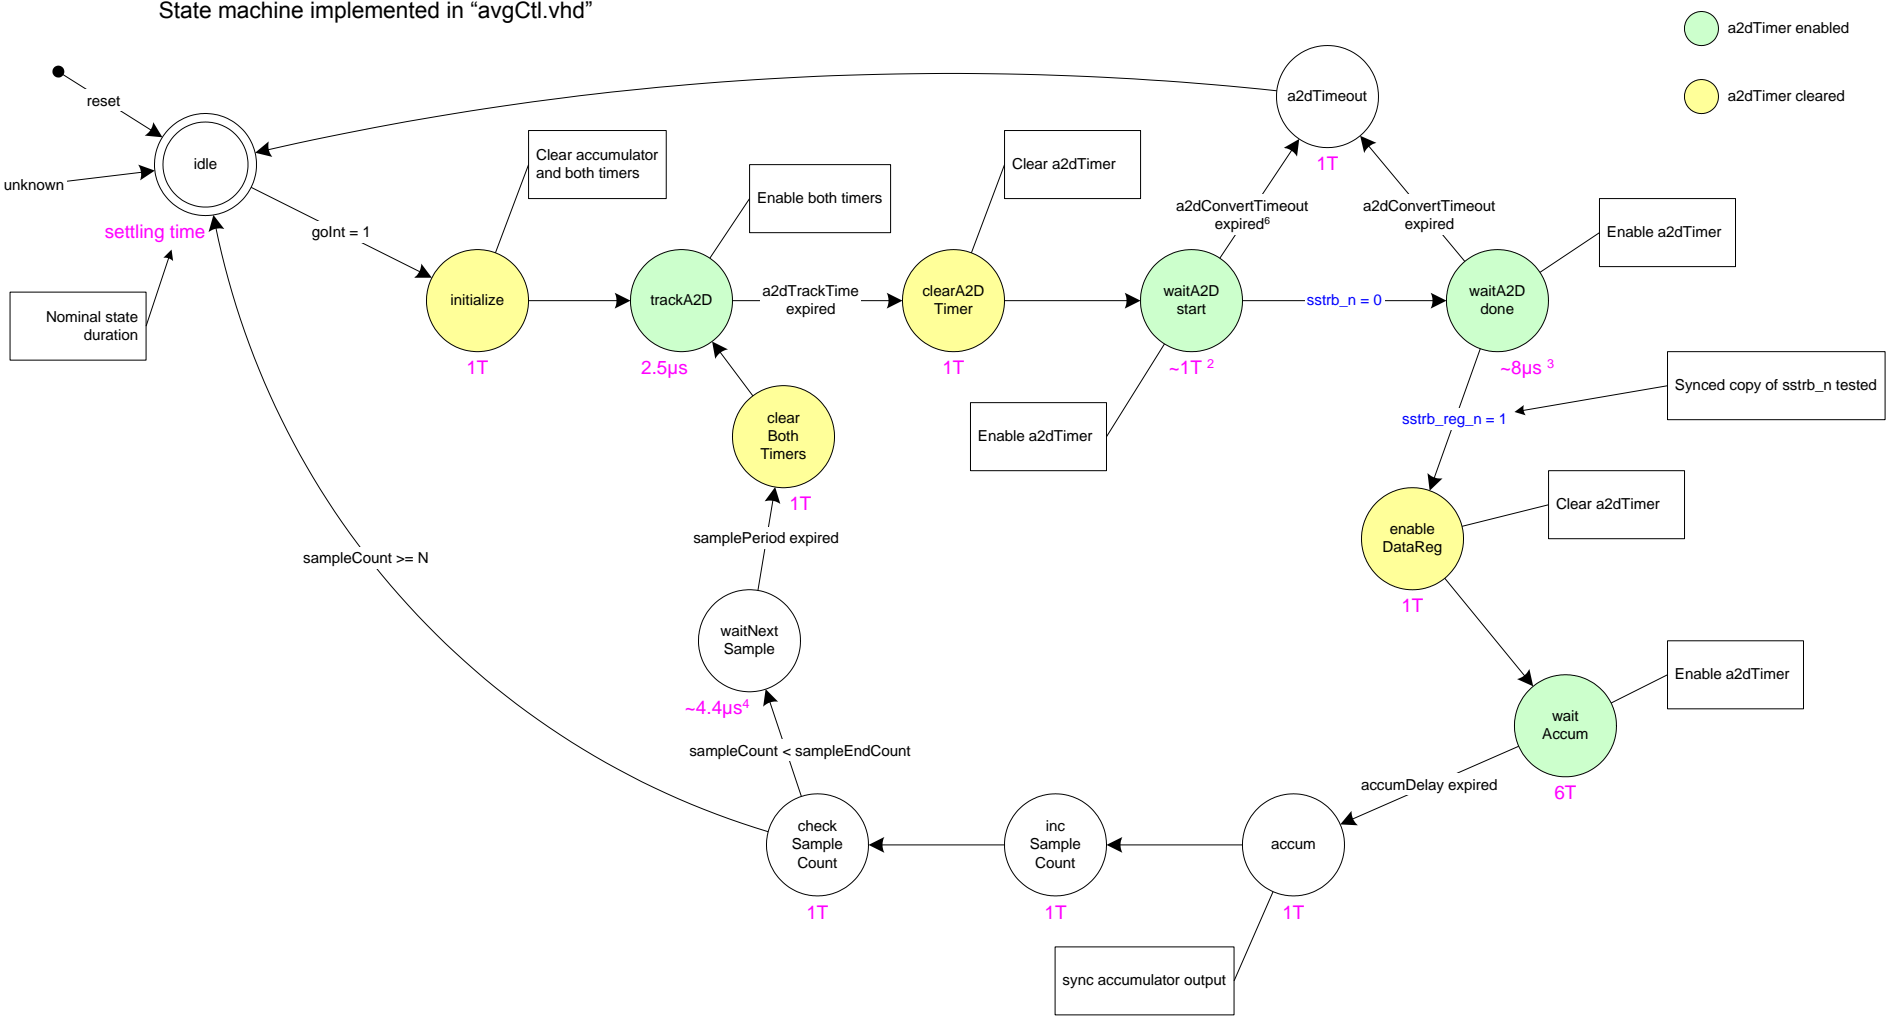 State machine implemented in “avgCtl.vhd”
a2dTimer enabled
a2dTimer cleared
reset
unknown
idle
settling time
Nominal state
duration
goInt = 1
Clear accumulator
and both timers
initialize
1T
Enable both timers
trackA2D
2.5µs
a2dTrackTime
expired
Clear a2dTimer
clearA2D
Timer
1T
a2dTimeout
1T
a2dConvertTimeout
expired⁶
a2dConvertTimeout
expired
waitA2D
start
~1T ²
Enable a2dTimer
sstrb_n = 0
waitA2D
done
~8µs ³
Enable a2dTimer
Synced copy of sstrb_n tested
sstrb_reg_n = 1
enable
DataReg
1T
Clear a2dTimer
wait
Accum
6T
Enable a2dTimer
accumDelay expired
accum
1T
sync accumulator output
inc
Sample
Count
1T
check
Sample
Count
1T
sampleCount >= N
sampleCount < sampleEndCount
waitNext
Sample
~4.4µs⁴
samplePeriod expired
clear
Both
Timers
1T